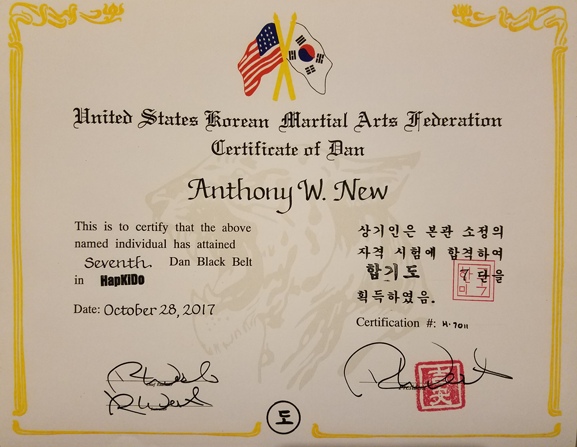 United States Korean Martial Arts Federation
Certificate of Dan
Anthony W. New
This is to certify that the above
named individual has attained
Seventh. Dan Black Belt
in HapKiDo
Date: October 28, 2017
상기인은 본관 소정의
자격 시험에 합격하여
합기도 7 단을
획득하였음.
Certification #: H-7011
도